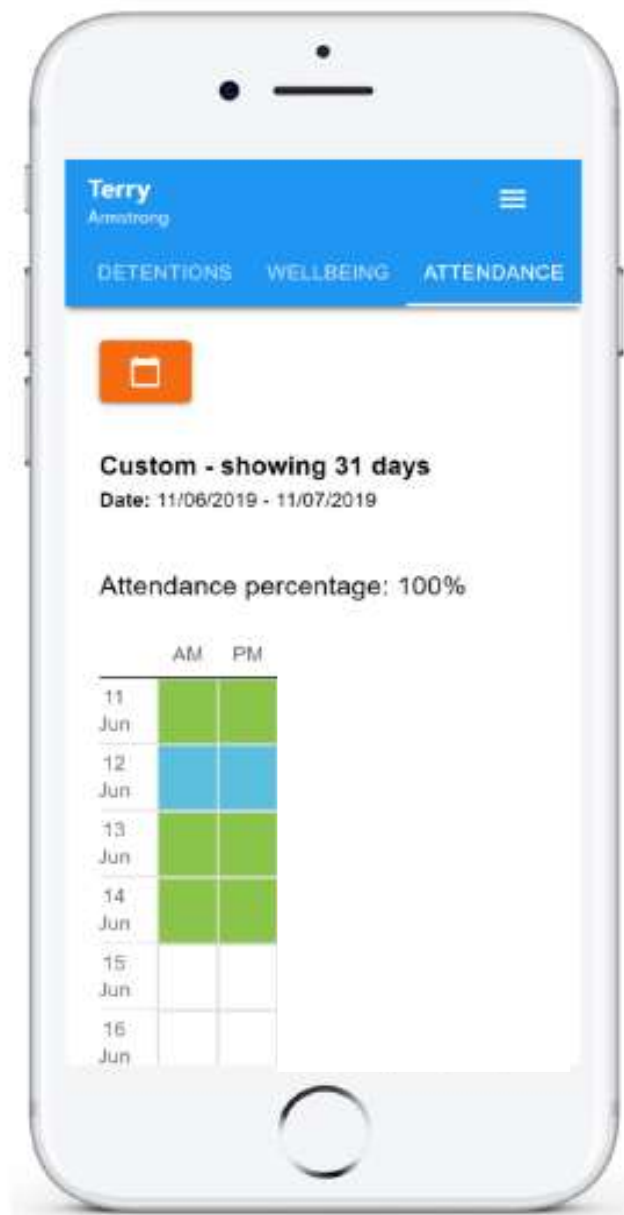 Terry
Armstrong
DETENTIONS WELLBEING ATTENDANCE
Custom - showing 31 days
Date: 11/06/2019 - 11/07/2019
Attendance percentage: 100%
AM PM
11
Jun
12
Jun
13
Jun
14
Jun
15
Jun
16
Jun